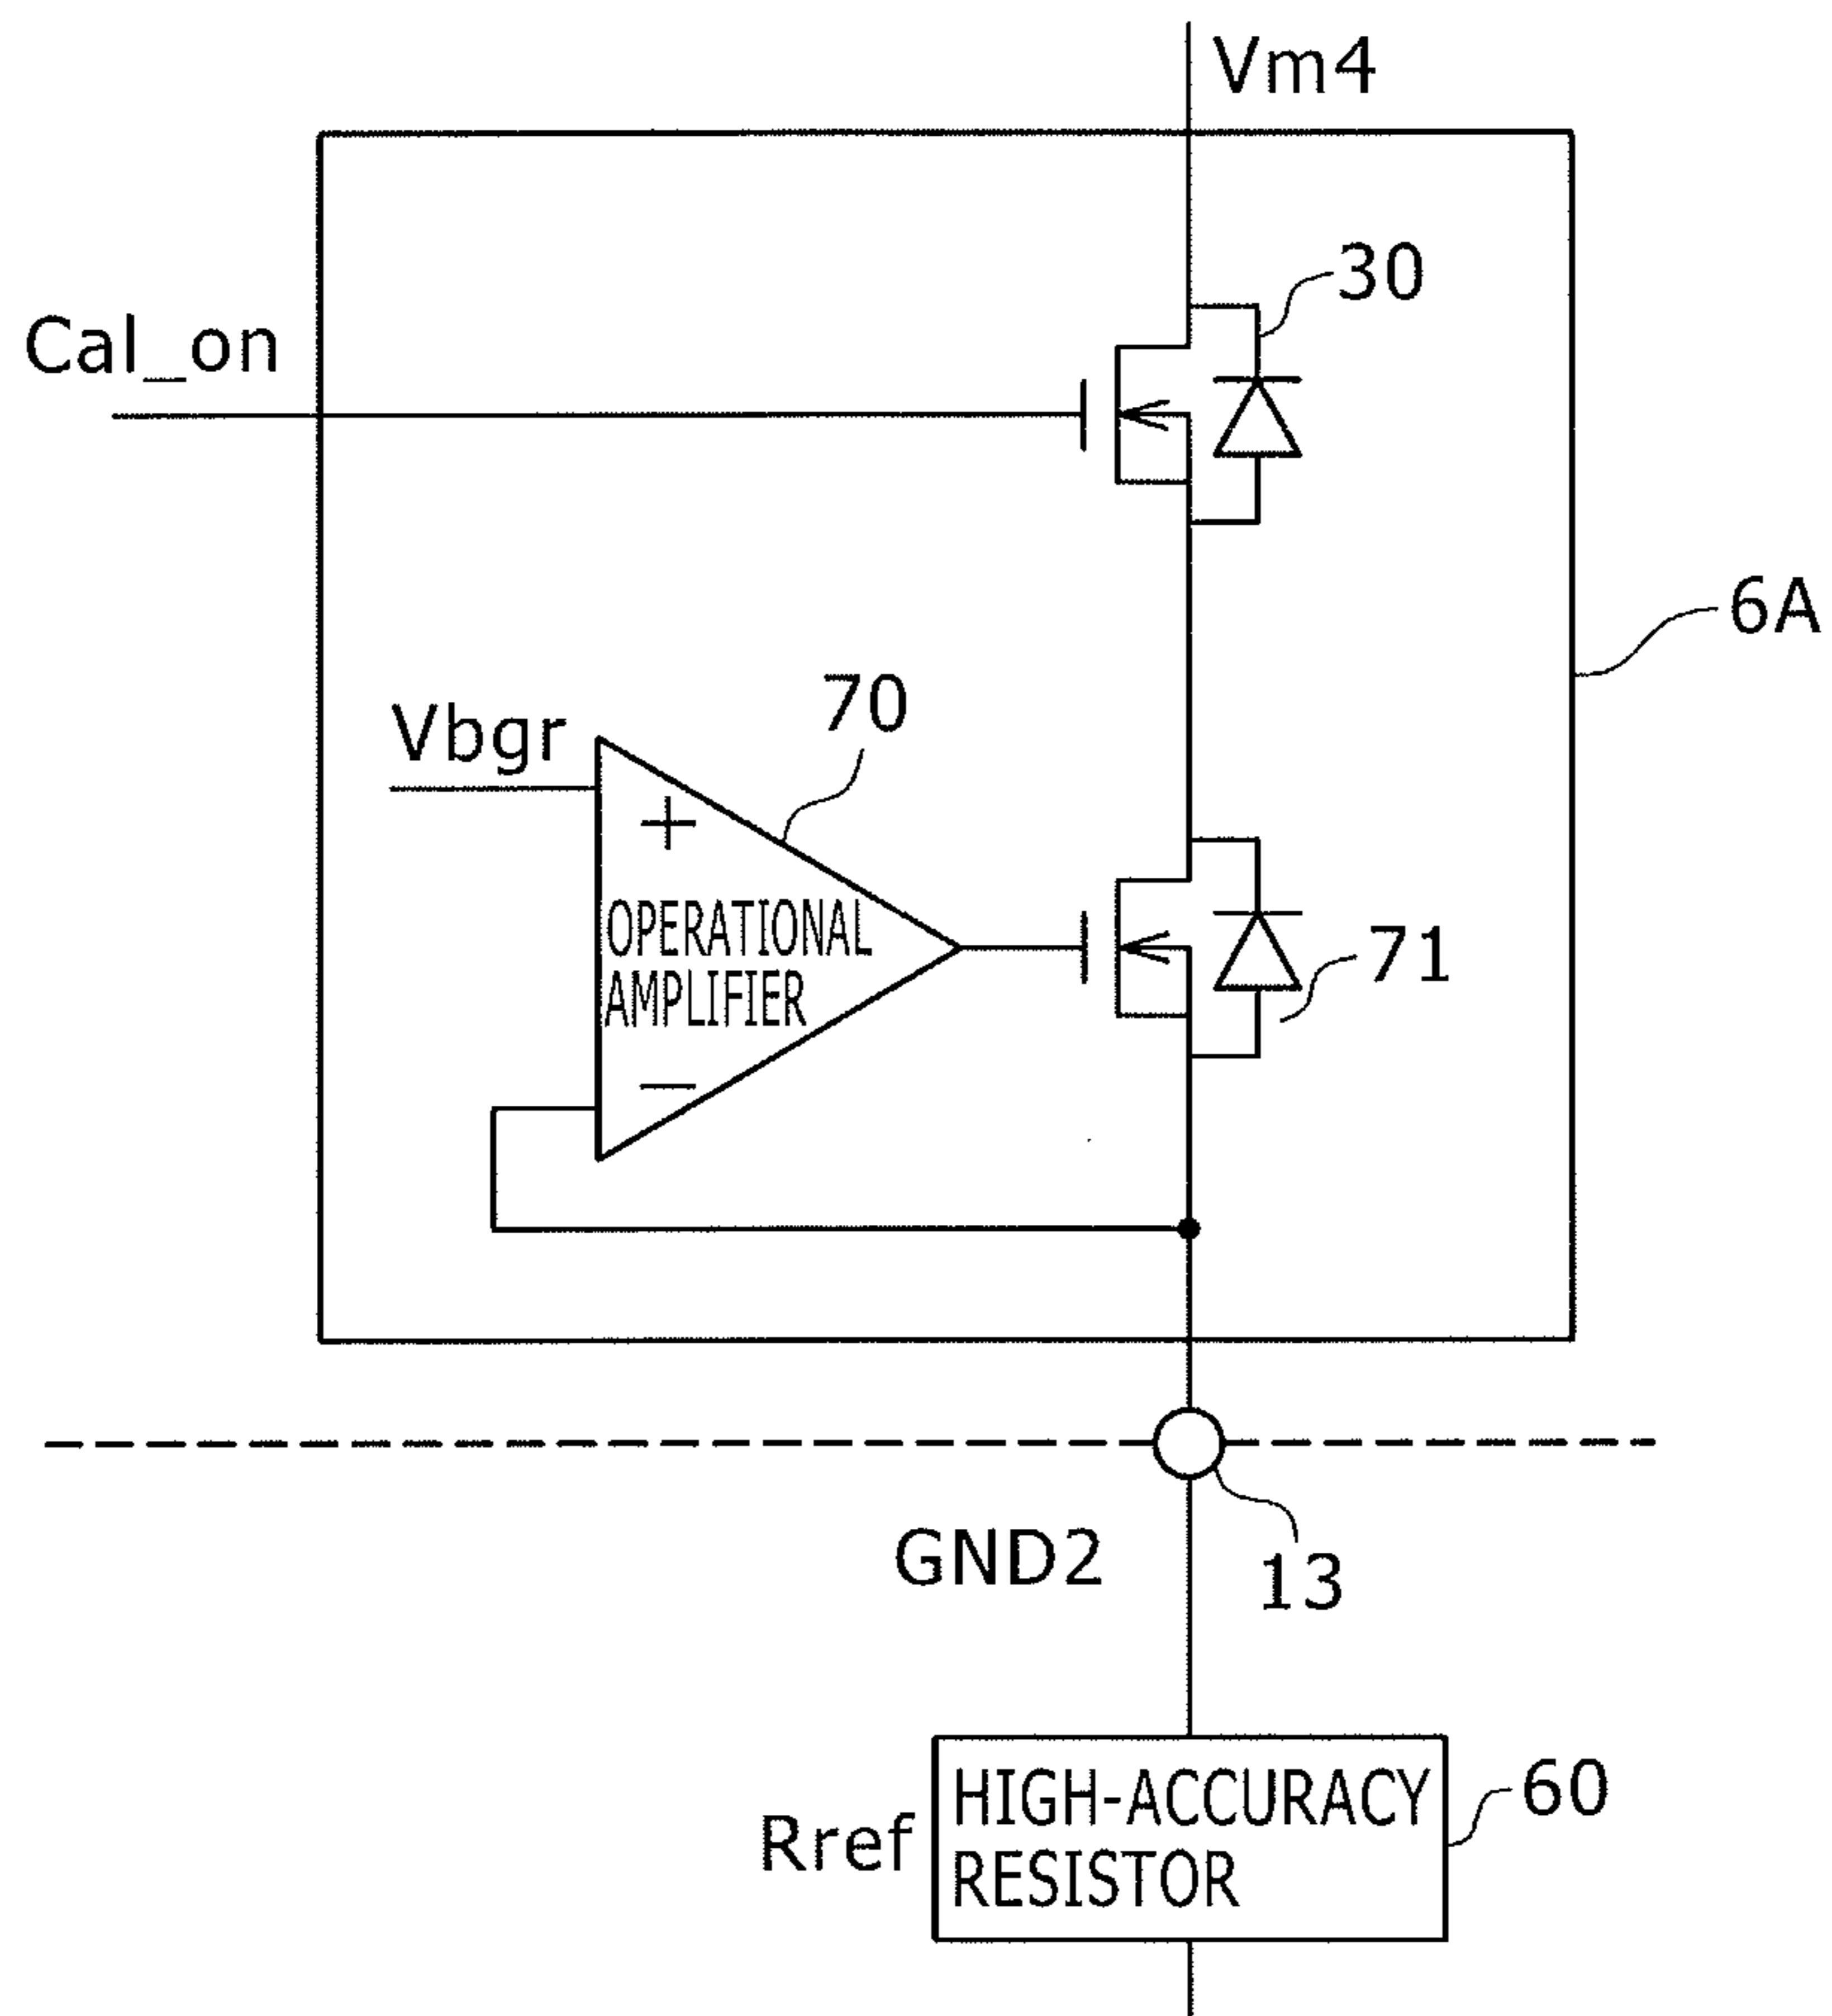 Vm4
30
Cal_on
6A
70
Vbgr
+
OPERATIONAL
AMPLIFIER
71
−
GND2
13
HIGH-ACCURACY
RESISTOR
60
Rref